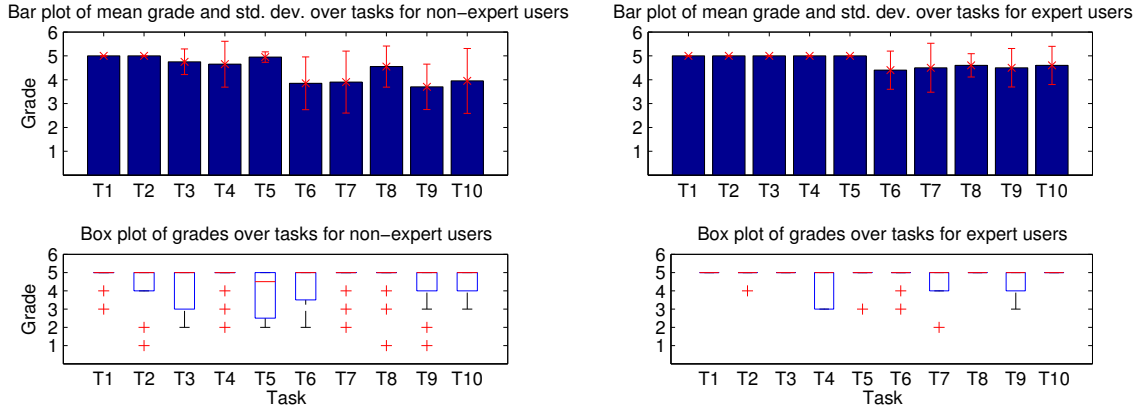 Bar plot of mean grade and std. dev. over tasks for non-expert users
6
5
4
3
2
1
Grade
T1 T2 T3 T4 T5 T6 T7 T8 T9 T10
Bar plot of mean grade and std. dev. over tasks for expert users
6
5
4
3
2
1
T1 T2 T3 T4 T5 T6 T7 T8 T9 T10
Box plot of grades over tasks for non-expert users
6
5
4
3
2
1
Grade
T1 T2 T3 T4 T5 T6 T7 T8 T9 T10
Task
Box plot of grades over tasks for expert users
6
5
4
3
2
1
T1 T2 T3 T4 T5 T6 T7 T8 T9 T10
Task